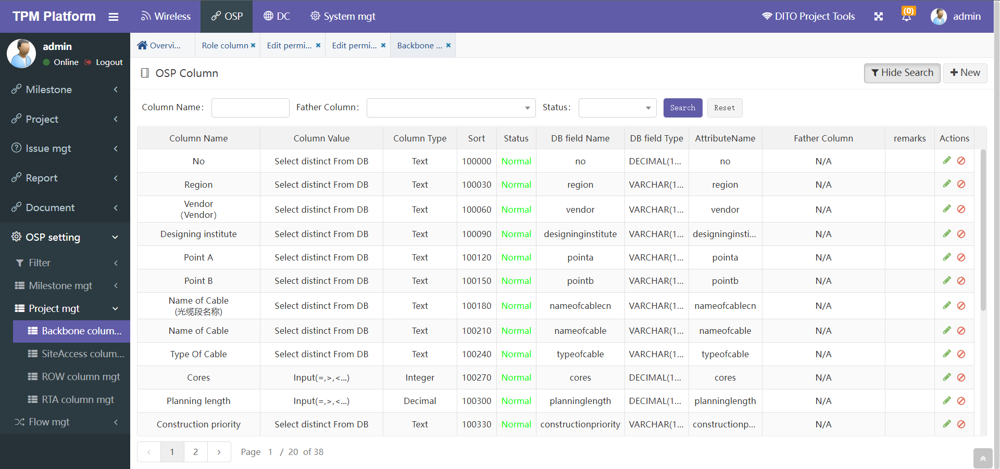 TPM Platform Wireless OSP DC System mgt DITO Project Tools (0) admin
admin
Online Logout
Milestone
Project
Issue mgt
Report
Document
OSP setting
Filter
Milestone mgt
Project mgt
Backbone colum...
SiteAccess colum...
ROW column mgt
RTA column mgt
Flow mgt
Overvi... Role column Edit permi... Edit permi... Backbone ...
OSP Column Hide Search New
Column Name: Father Column: Status: Search Reset
Column Name Column Value Column Type Sort Status DB field Name DB field Type AttributeName Father Column remarks Actions
No Select distinct From DB Text 100000 Normal no DECIMAL(1... no N/A
Region Select distinct From DB Text 100030 Normal region VARCHAR(1... region N/A
Vendor
(Vendor) Select distinct From DB Text 100060 Normal vendor VARCHAR(1... vendor N/A
Designing institute Select distinct From DB Text 100090 Normal designinginstitute VARCHAR(1... designinginsti... N/A
Point A Select distinct From DB Text 100120 Normal pointa VARCHAR(1... pointa N/A
Point B Select distinct From DB Text 100150 Normal pointb VARCHAR(1... pointb N/A
Name of Cable
(光缆段名称) Select distinct From DB Text 100180 Normal nameofcablecn VARCHAR(1... nameofcablecn N/A
Name of Cable Select distinct From DB Text 100210 Normal nameofcable VARCHAR(1... nameofcable N/A
Type Of Cable Select distinct From DB Text 100240 Normal typeofcable VARCHAR(1... typeofcable N/A
Cores Input(=,>,<...) Integer 100270 Normal cores DECIMAL(1... cores N/A
Planning length Input(=,>,<...) Decimal 100300 Normal planninglength DECIMAL(1... planninglength N/A
Construction priority Select distinct From DB Text 100330 Normal constructionpriority VARCHAR(1... constructionp... N/A
1 2 Page 1 / 20 of 38